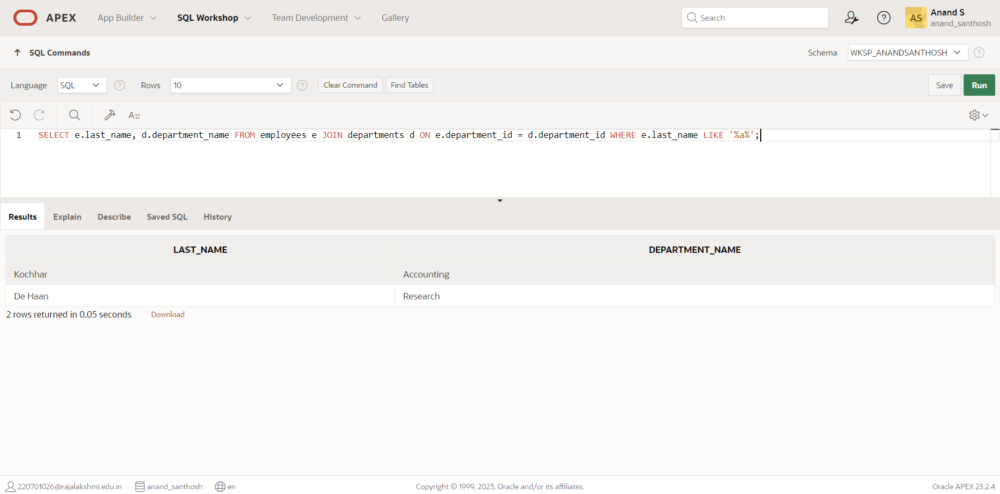 APEX App Builder SQL Workshop Team Development Gallery Search ? AS Anand S
anand_santhosh
SQL Commands Schema WKSP_ANANDSANTHOSH ?
Language SQL ? Rows 10 ? Clear Command Find Tables Save Run
A::
1 SELECT e.last_name, d.department_name FROM employees e JOIN departments d ON e.department_id = d.department_id WHERE e.last_name LIKE '%a%';
Results Explain Describe Saved SQL History
LAST_NAME DEPARTMENT_NAME
Kochhar Accounting
De Haan Research
2 rows returned in 0.05 seconds Download
220701026@rajalakshmi.edu.in anand_santhosh en Copyright © 1999, 2023, Oracle and/or its affiliates. Oracle APEX 23.2.4